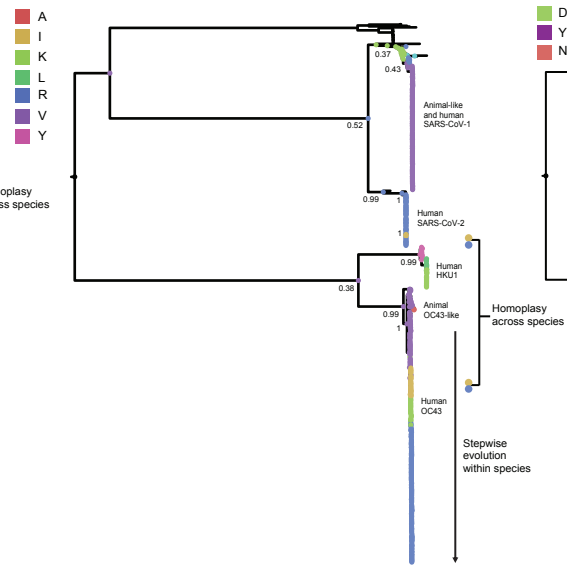 A
I
K
L
R
V
Y
D
Y
N
0.37
0.43
Animal-like
and human
SARS-CoV-1
0.52
0.99
1
Human
SARS-CoV-2
1
0.99
Human
HKU1
0.38
Animal
OC43-like
0.99
1
Homoplasy
across species
Human
OC43
Stepwise
evolution
within species
oplasy
ss species